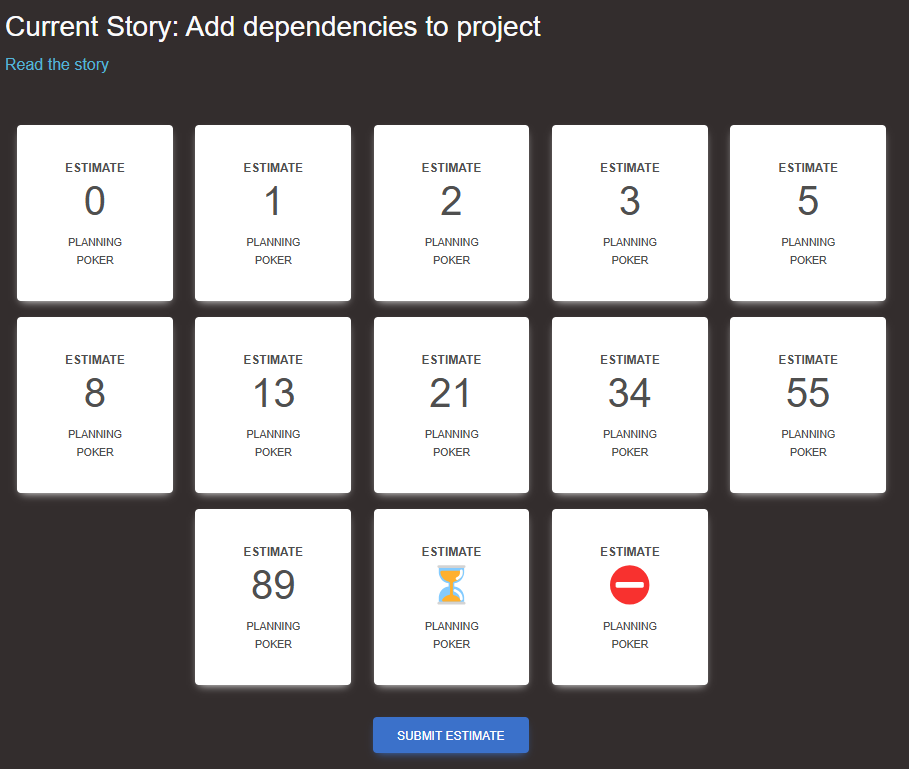 Current Story: Add dependencies to project
Read the story
ESTIMATE
0
PLANNING
POKER
ESTIMATE
1
PLANNING
POKER
ESTIMATE
2
PLANNING
POKER
ESTIMATE
3
PLANNING
POKER
ESTIMATE
5
PLANNING
POKER
ESTIMATE
8
PLANNING
POKER
ESTIMATE
13
PLANNING
POKER
ESTIMATE
21
PLANNING
POKER
ESTIMATE
34
PLANNING
POKER
ESTIMATE
55
PLANNING
POKER
ESTIMATE
89
PLANNING
POKER
ESTIMATE
PLANNING
POKER
ESTIMATE
PLANNING
POKER
SUBMIT ESTIMATE